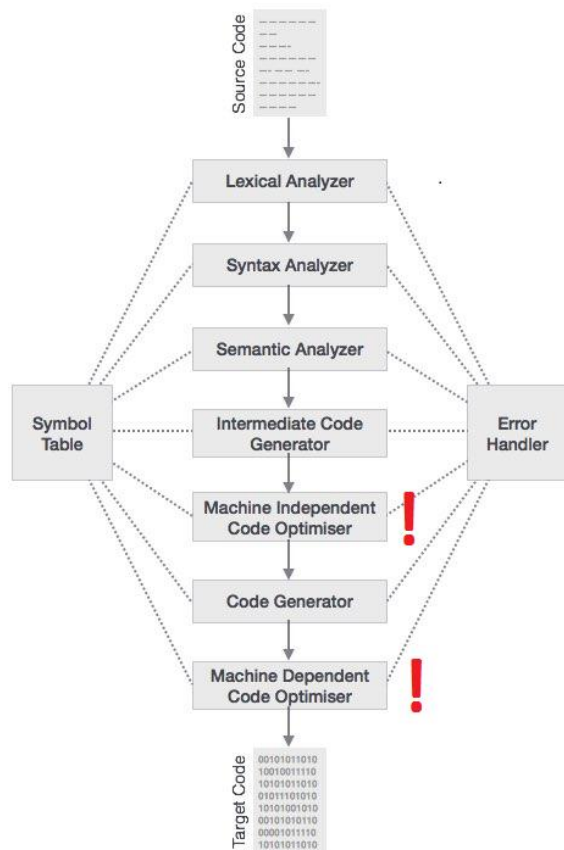 Source Code
Lexical Analyzer
Syntax Analyzer
Semantic Analyzer
Symbol
Table
Intermediate Code
Generator
Error
Handler
Machine Independent
Code Optimiser
!
Code Generator
Machine Dependent
Code Optimiser
!
Target Code
00101011010
10010011110
10101011010
01011101010
10101001010
00101010110
00001011110
10101011010